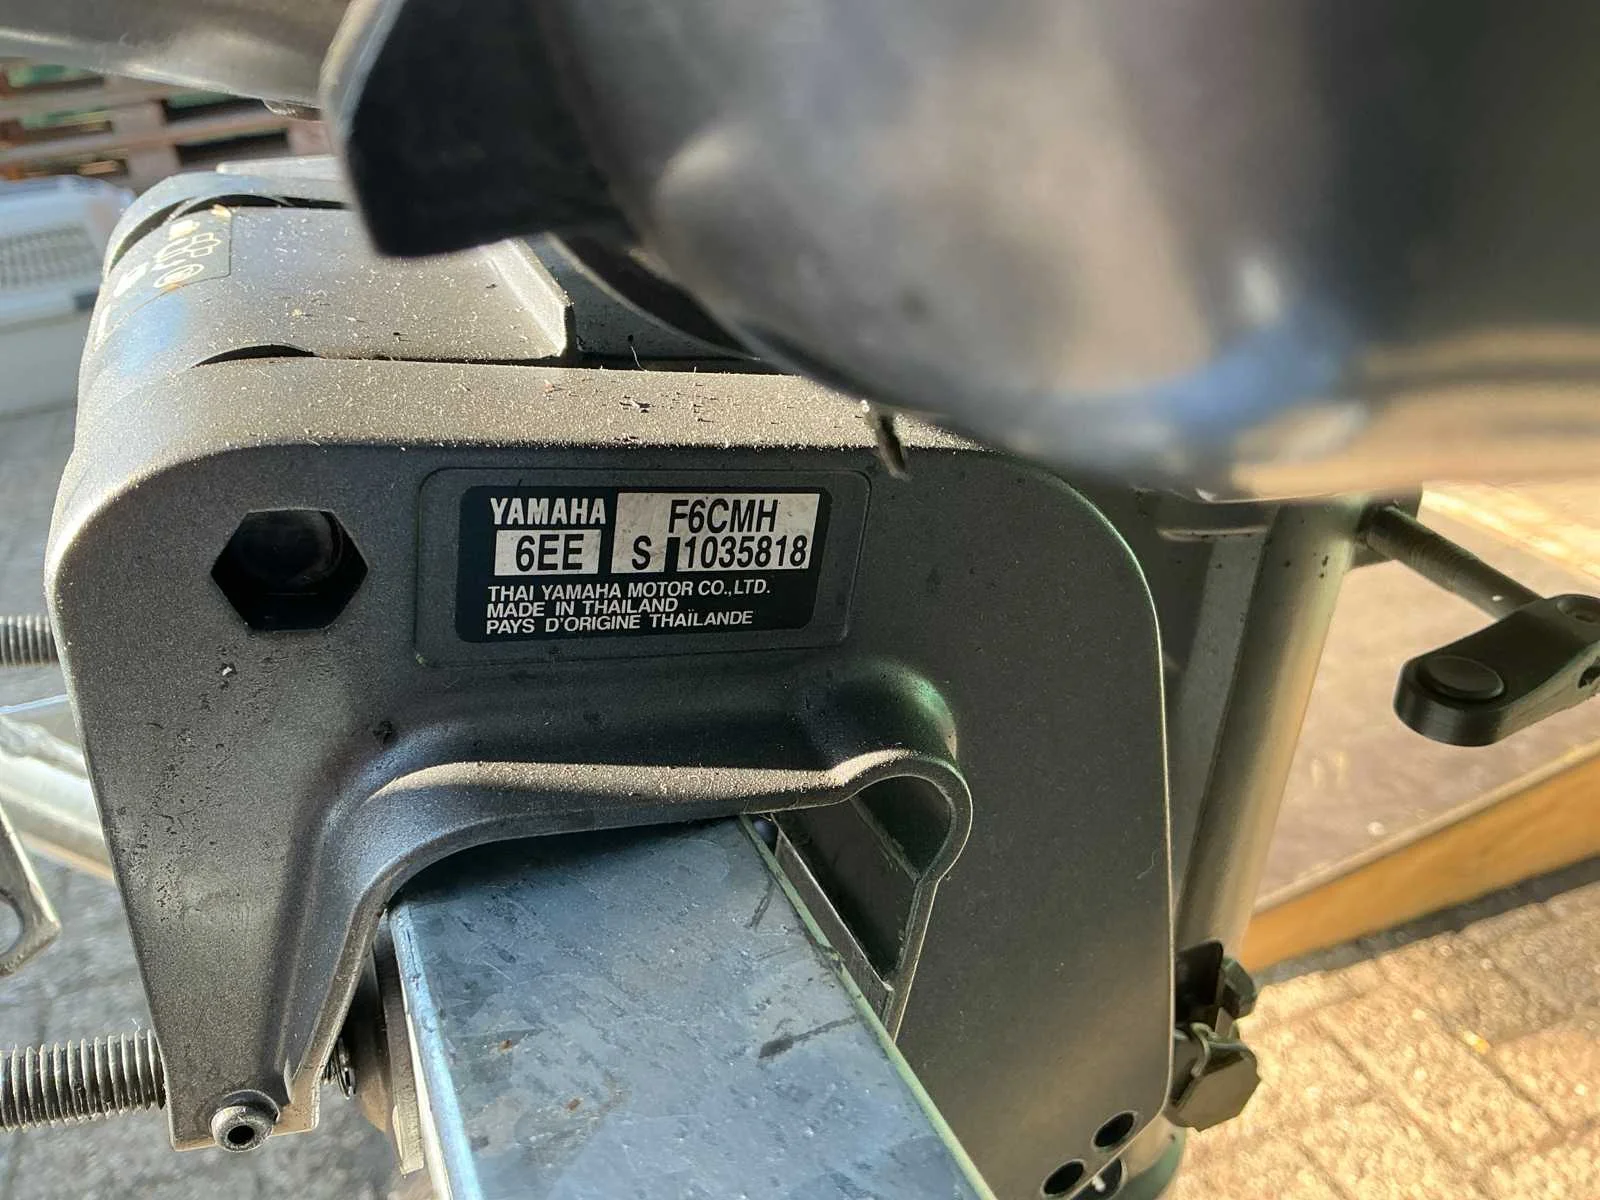 YAMAHA F6CMH
6EE S 1035818
THAI YAMAHA MOTOR CO.,LTD.
MADE IN THAILAND
PAYS D'ORIGINE THAÏLANDE